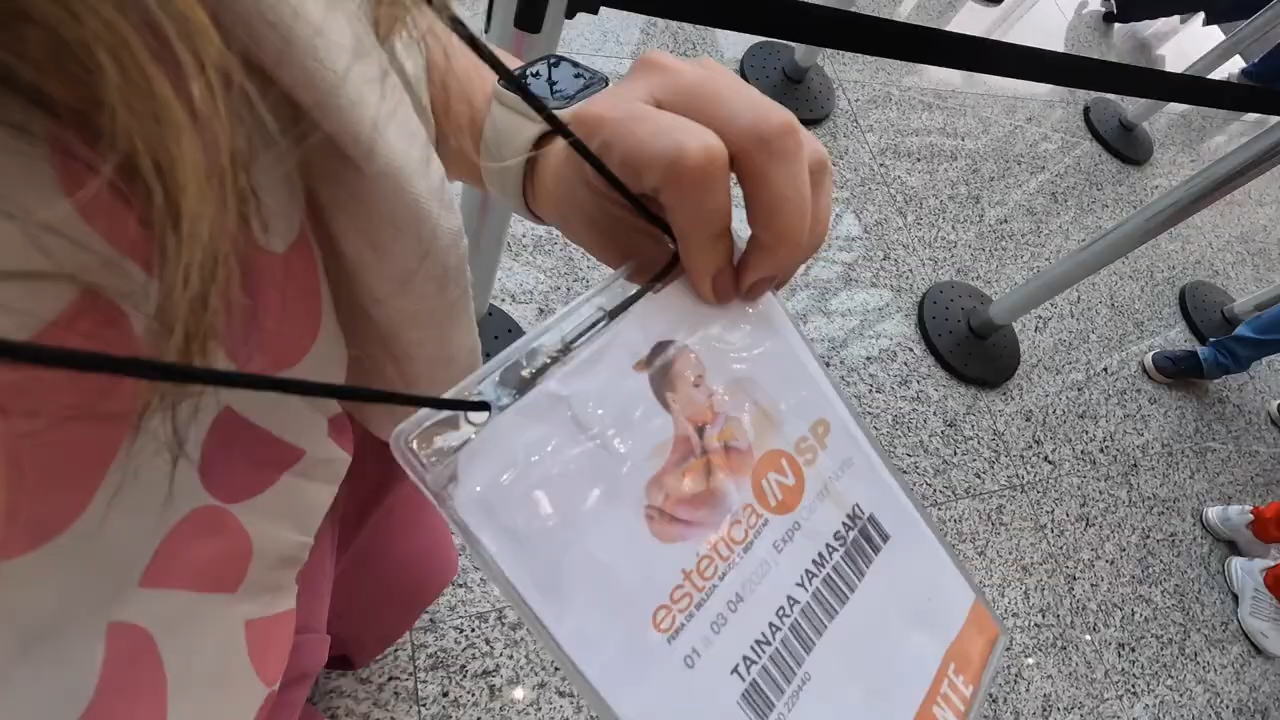 estética IN SP
FEIRA DE BELEZA, SAÚDE E BEM-ESTAR
01 a 03 04/2023 | Expo Center Norte
TAINARA YAMASAKI
229440
NTE